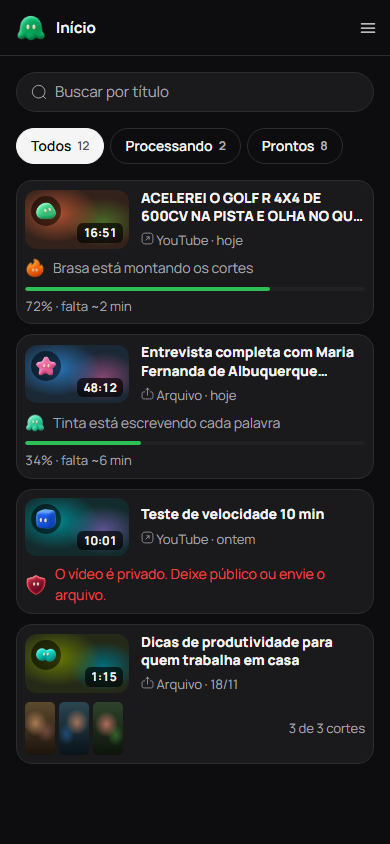 Início
Buscar por título
Todos 12 Processando 2 Prontos 8
ACELEREI O GOLF R 4X4 DE
600CV NA PISTA E OLHA NO QU...
16:51
YouTube · hoje
Brasa está montando os cortes
72% · falta ~2 min
Entrevista completa com Maria
Fernanda de Albuquerque...
48:12
Arquivo · hoje
Tinta está escrevendo cada palavra
34% · falta ~6 min
Teste de velocidade 10 min
10:01
YouTube · ontem
O vídeo é privado. Deixe público ou envie o
arquivo.
Dicas de produtividade para
quem trabalha em casa
1:15
Arquivo · 18/11
3 de 3 cortes